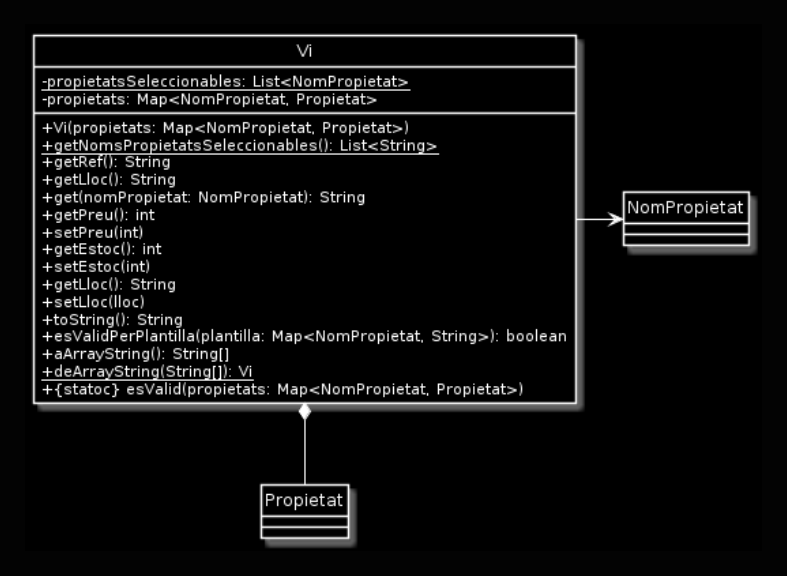 Vi
-propietatsSeleccionables: List<NomPropietat>
-propietats: Map<NomPropietat, Propietat>
+Vi(propietats: Map<NomPropietat, Propietat>)
+getNomsPropietatsSeleccionables(): List<String>
+getRef(): String
+getLloc(): String
+get(nomPropietat: NomPropietat): String
+getPreu(): int
+setPreu(int)
+getEstoc(): int
+setEstoc(int)
+getLloc(): String
+setLloc(lloc)
+toString(): String
+esValidPerPlantilla(plantilla: Map<NomPropietat, String>): boolean
+aArrayString(): String[]
+deArrayString(String[]): Vi
+{statoc} esValid(propietats: Map<NomPropietat, Propietat>)
NomPropietat
Propietat